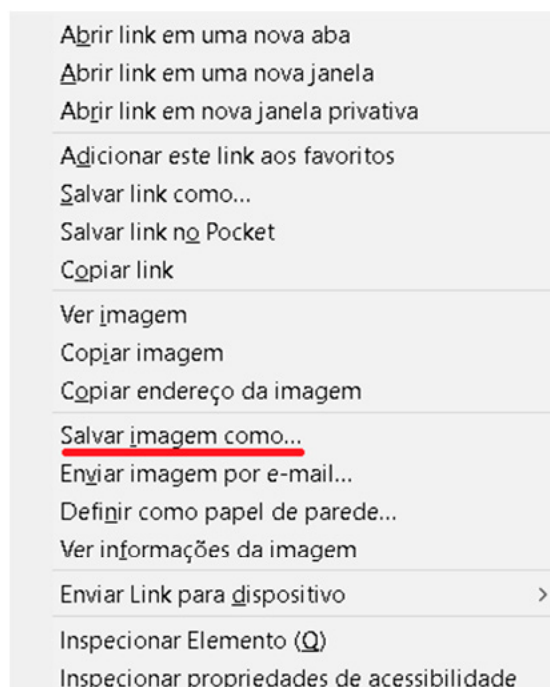 Abrir link em uma nova aba
Abrir link em uma nova janela
Abrir link em nova janela privativa
Adicionar este link aos favoritos
Salvar link como...
Salvar link no Pocket
Copiar link
Ver imagem
Copiar imagem
Copiar endereço da imagem
Salvar imagem como...
Enviar imagem por e-mail...
Definir como papel de parede...
Ver informações da imagem
Enviar Link para dispositivo
Inspecionar Elemento (Q)
Inspecionar propriedades de acessibilidade